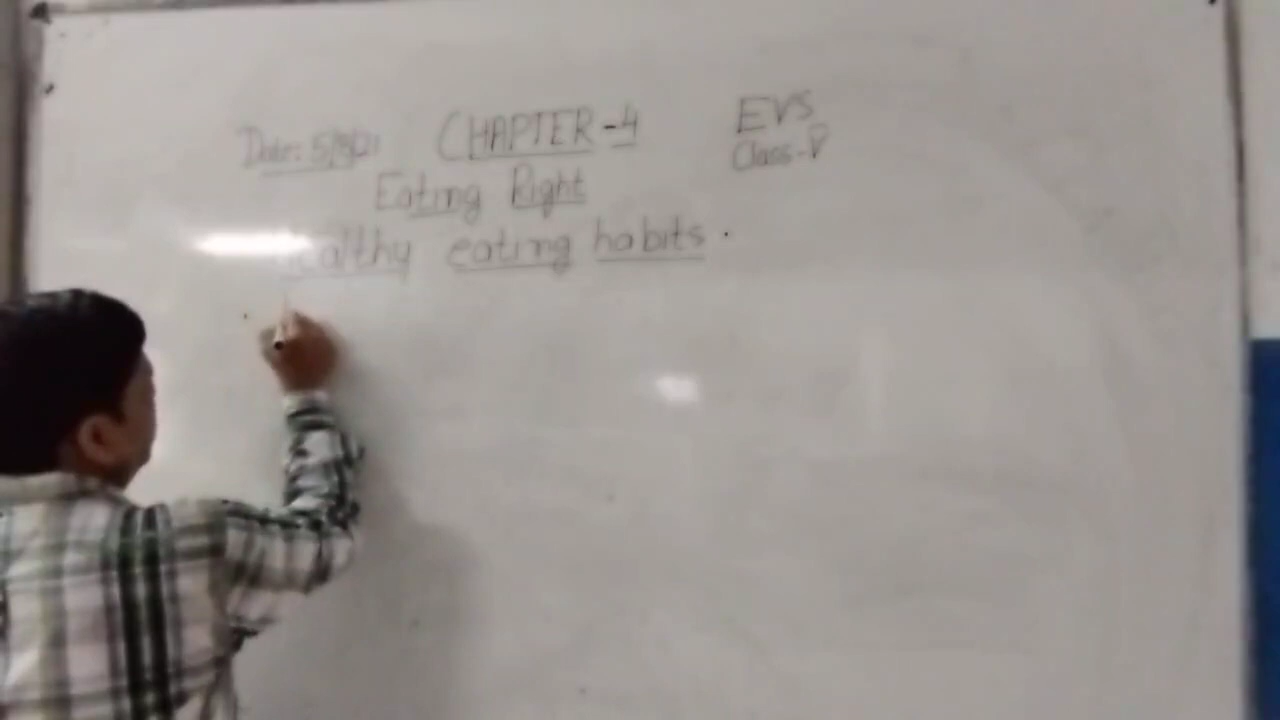 Date: 5/8/21 CHAPTER-4 EVS
Class-V
Eating Right
Healthy eating habits.